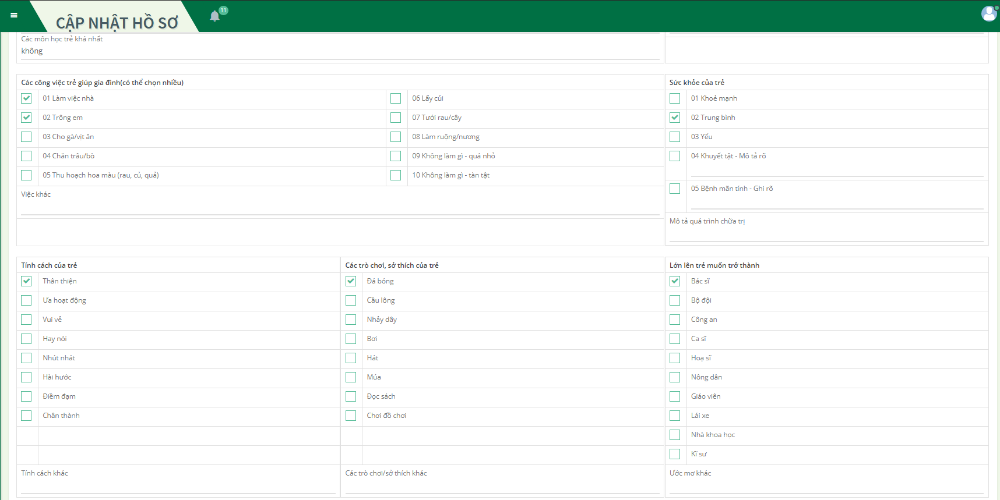 CẬP NHẬT HỒ SƠ
11
Các môn học trẻ khá nhất
không
Các công việc trẻ giúp gia đình(có thể chọn nhiều)
01 Làm việc nhà
06 Lấy củi
02 Trông em
07 Tưới rau/cây
03 Cho gà/vịt ăn
08 Làm ruộng/nương
04 Chăn trâu/bò
09 Không làm gì - quá nhỏ
05 Thu hoạch hoa màu (rau, củ, quả)
10 Không làm gì - tàn tật
Việc khác
Sức khỏe của trẻ
01 Khoẻ mạnh
02 Trung bình
03 Yếu
04 Khuyết tật - Mô tả rõ
05 Bệnh mãn tính - Ghi rõ
Mô tả quá trình chữa trị
Tính cách của trẻ
Thân thiện
Ưa hoạt động
Vui vẻ
Hay nói
Nhút nhát
Hài hước
Điềm đạm
Chân thành
Tính cách khác
Các trò chơi, sở thích của trẻ
Đá bóng
Cầu lông
Nhảy dây
Bơi
Hát
Múa
Đọc sách
Chơi đồ chơi
Các trò chơi/sở thích khác
Lớn lên trẻ muốn trở thành
Bác sĩ
Bộ đội
Công an
Ca sĩ
Hoạ sĩ
Nông dân
Giáo viên
Lái xe
Nhà khoa học
Kĩ sư
Ước mơ khác